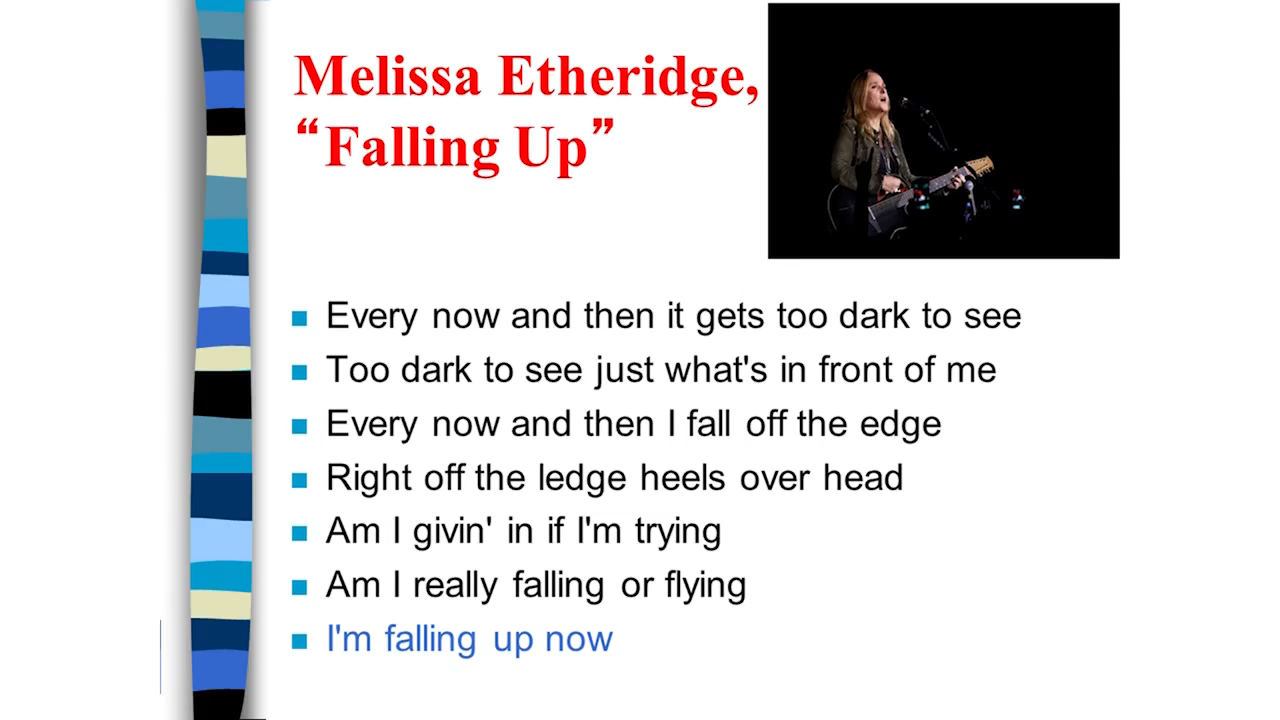 Melissa Etheridge,
“Falling Up”
Every now and then it gets too dark to see
Too dark to see just what's in front of me
Every now and then I fall off the edge
Right off the ledge heels over head
Am I givin' in if I'm trying
Am I really falling or flying
I'm falling up now